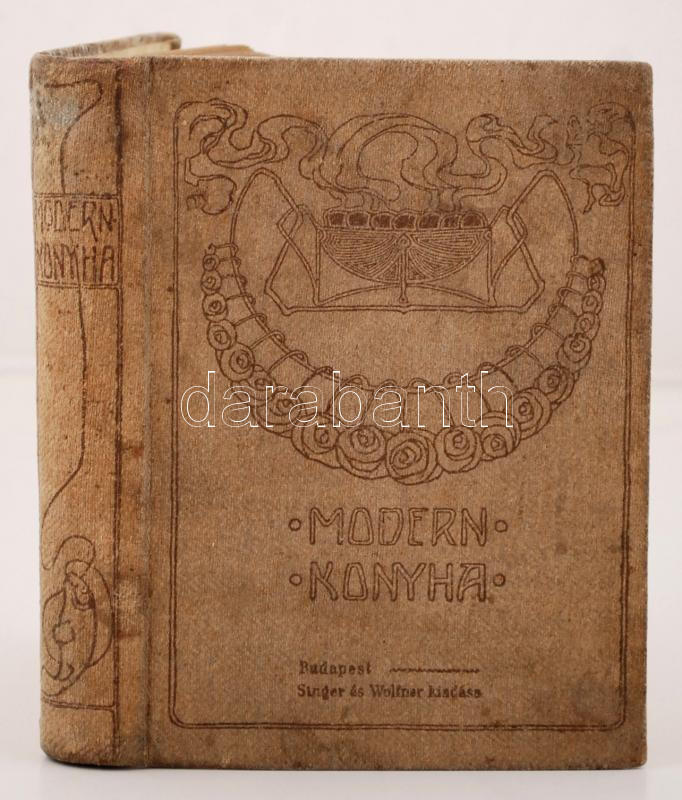 MODERN
KONYHA
darabanth
·MODERN·
·KONYHA·
Budapest
Singer és Wolfner kiadása